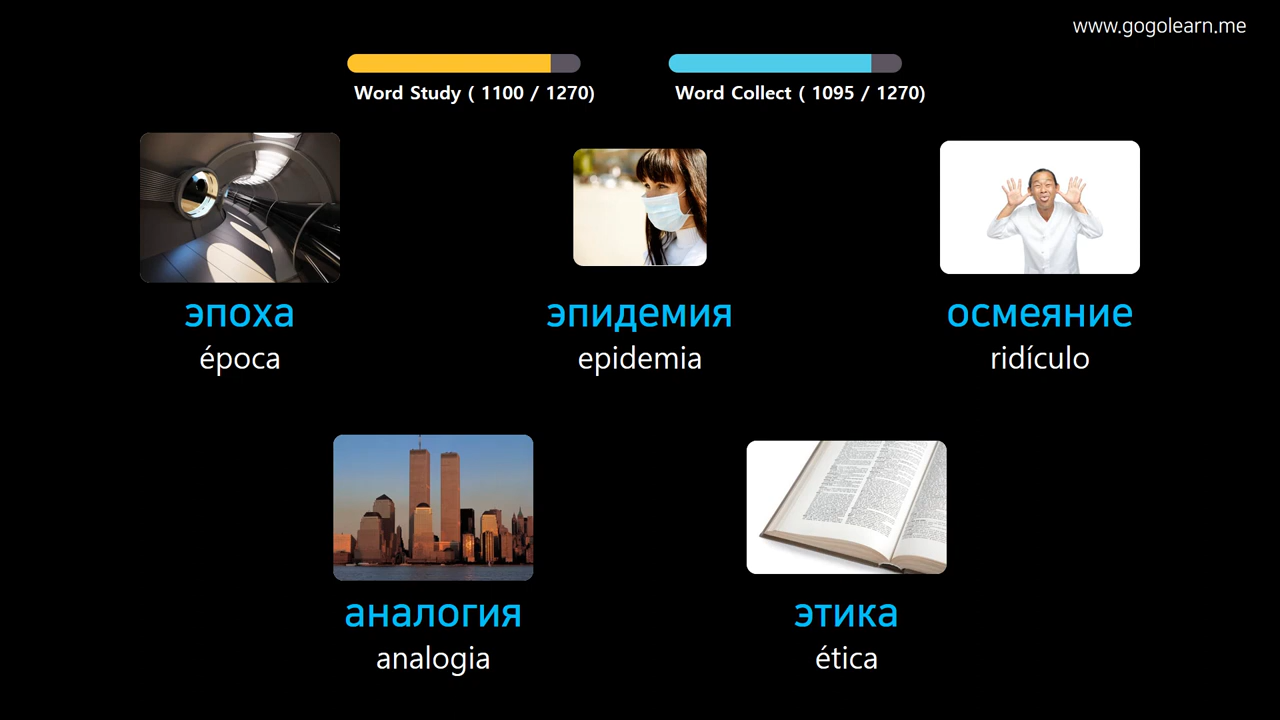 www.gogolearn.me
Word Study ( 1100 / 1270)
Word Collect ( 1095 / 1270)
эпоха
época
эпидемия
epidemia
осмеяние
ridículo
аналогия
analogia
этика
ética